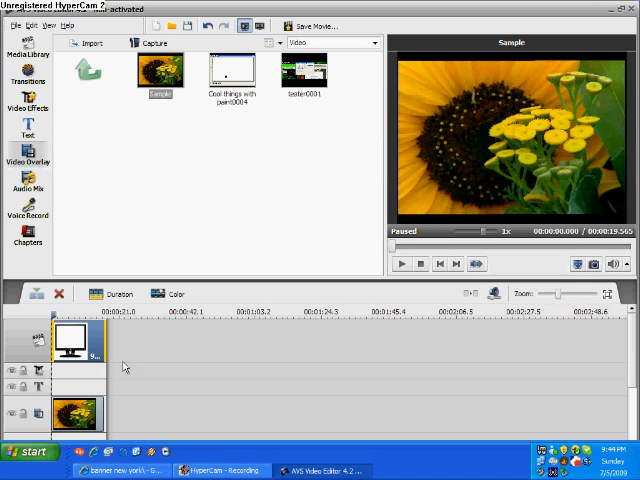 Unregistered HyperCam 2
File Edit View Help
Save Movie...
Media Library
Transitions
Video Effects
Text
Video Overlay
Audio Mix
Voice Record
Chapters
Import
Capture
Video
Sample
Cool things with
paint0004
tester0001
Sample
Paused
1x
00:00:00.000 / 00:00:19.565
Duration
Color
Zoom:
00:00:21.0
00:00:42.1
00:01:03.2
00:01:24.3
00:01:45.4
00:02:06.5
00:02:27.5
00:02:48.6
9...
T
start
9:44 PM
Sunday
7/5/2009
banner new york\ - G...
HyperCam - Recording
AVS Video Editor 4.2 ...